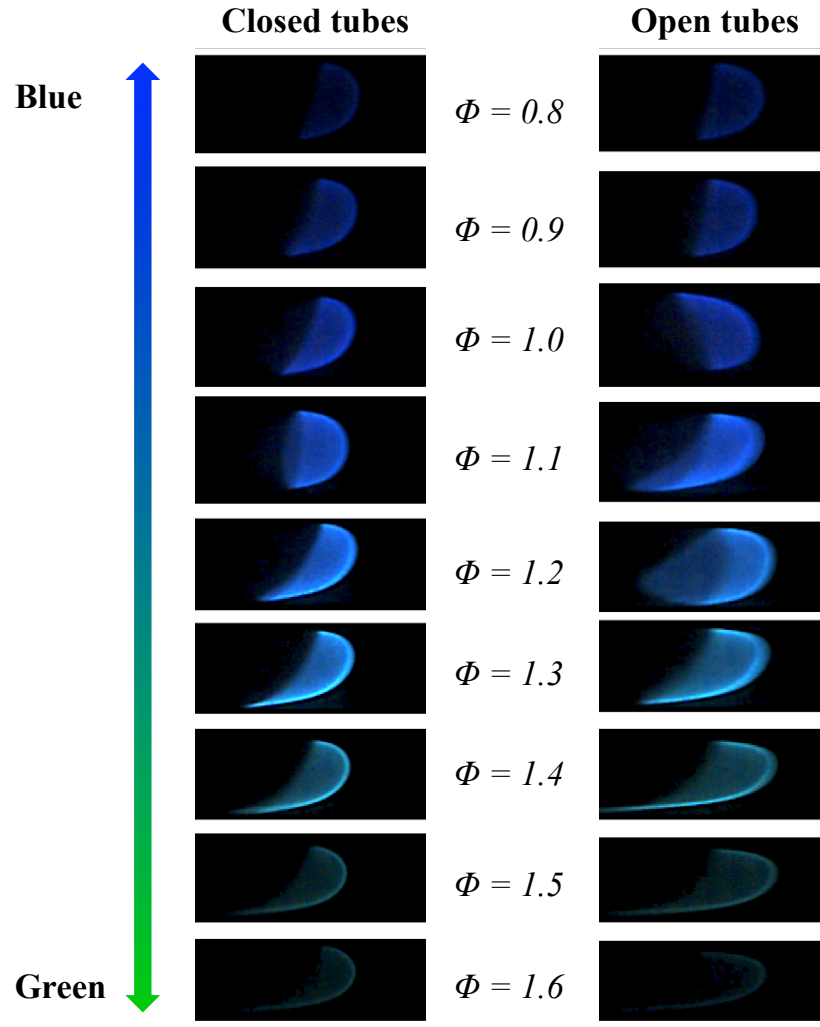 Closed tubes Open tubes
Blue
Φ = 0.8
Φ = 0.9
Φ = 1.0
Φ = 1.1
Φ = 1.2
Φ = 1.3
Φ = 1.4
Φ = 1.5
Green
Φ = 1.6